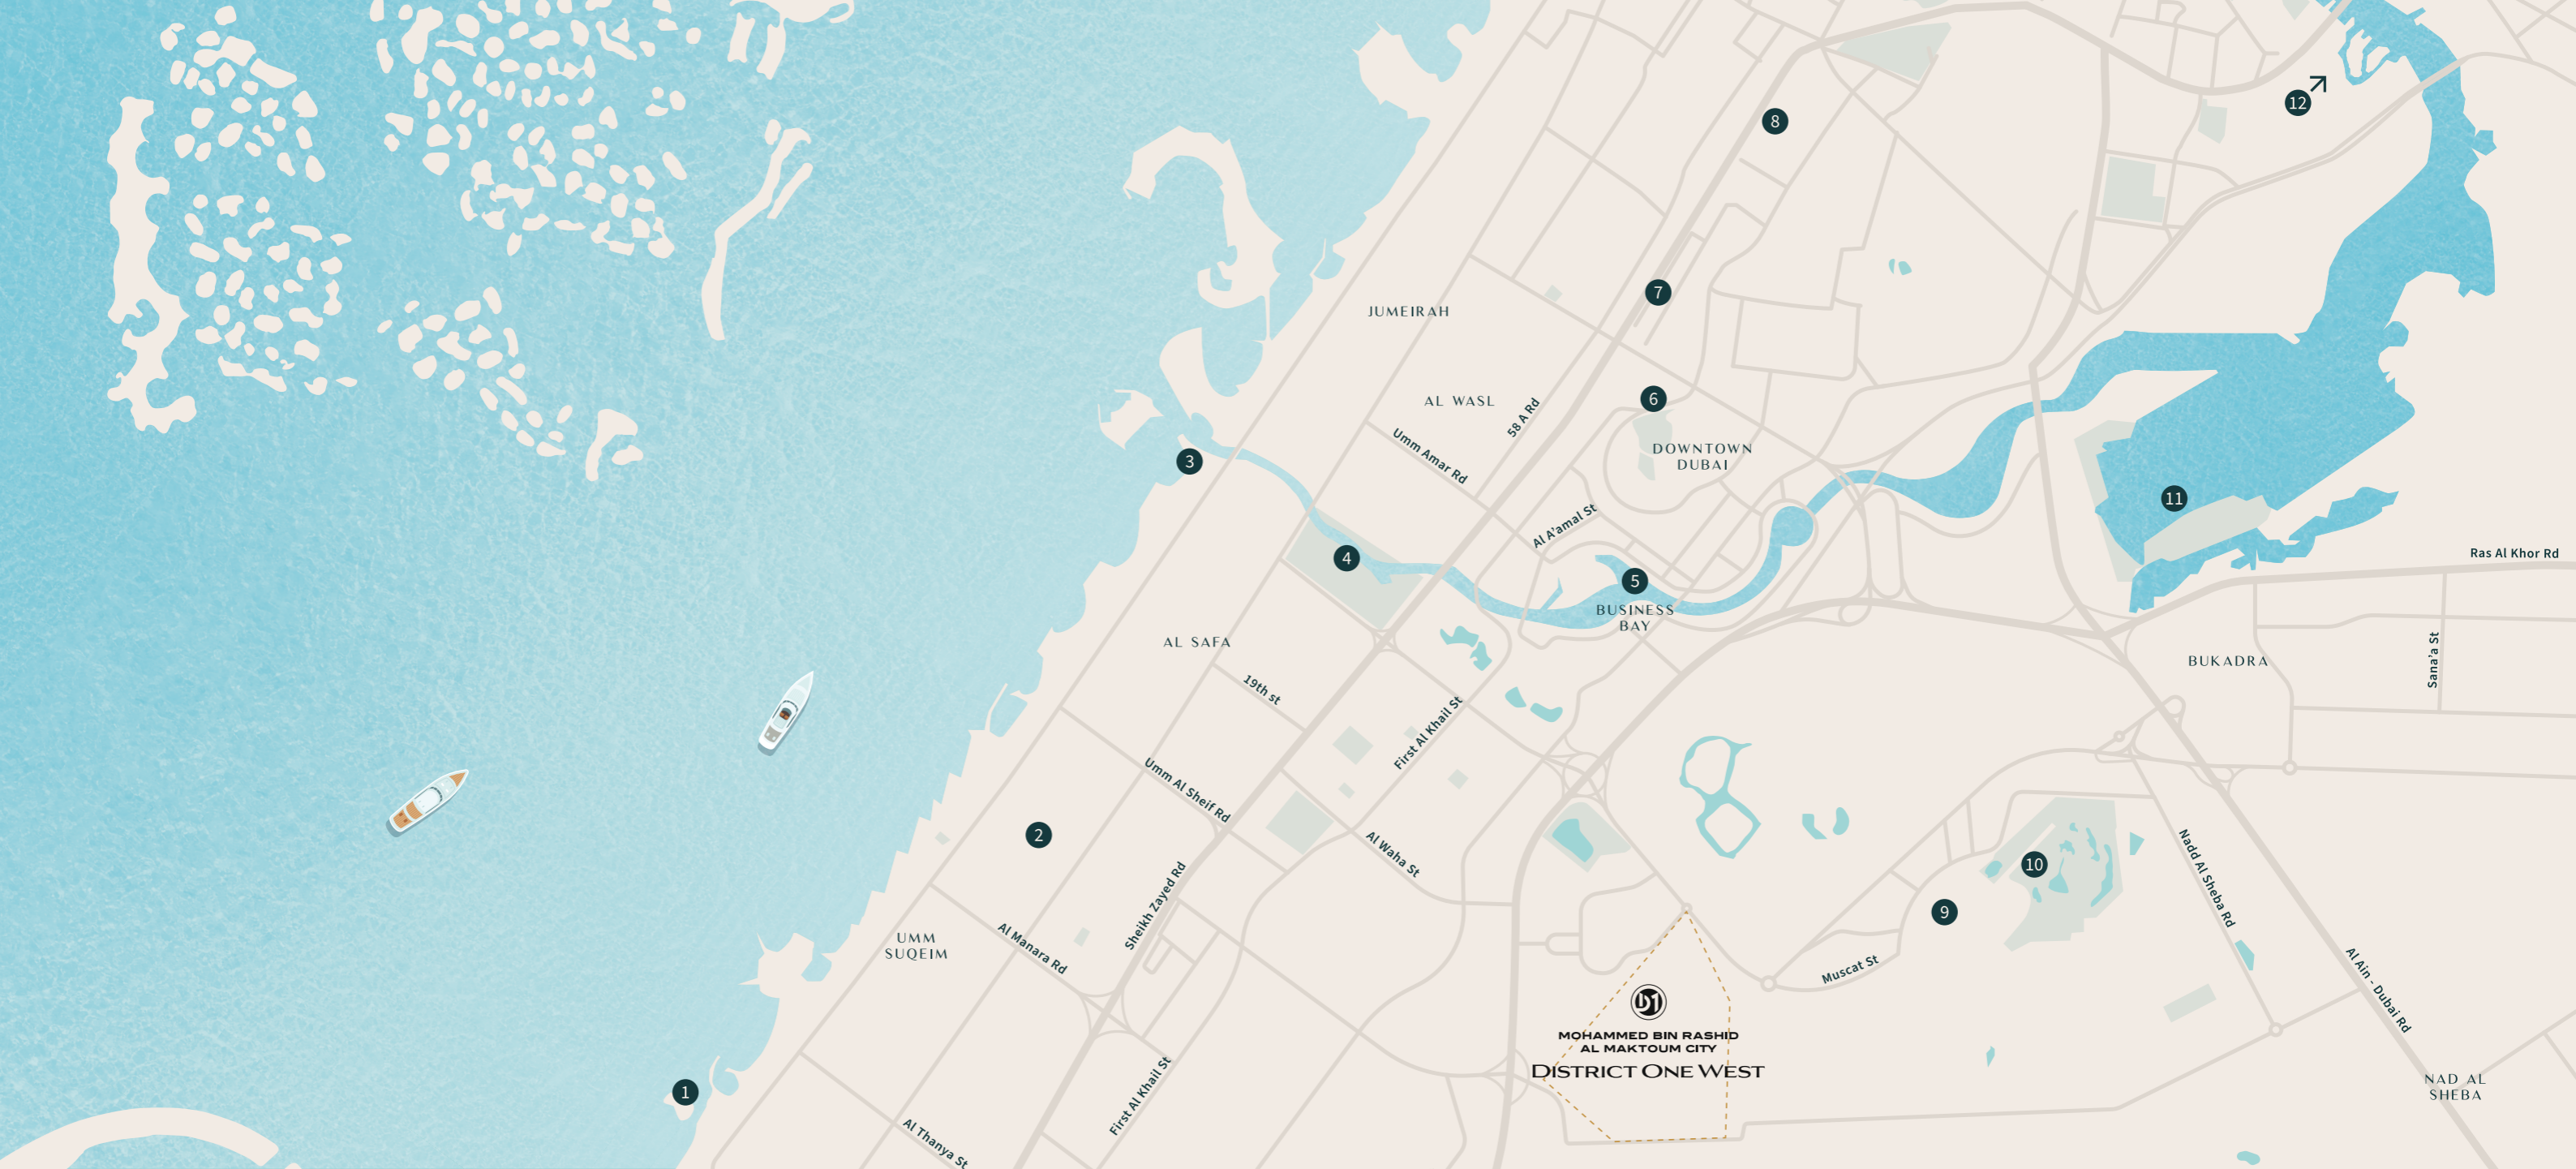 12
8
7
JUMEIRAH
6
AL WASL
58 A Rd
Umm Amar Rd
DOWNTOWN
DUBAI
3
11
Al A'amal St
Ras Al Khor Rd
4
5
BUSINESS
BAY
AL SAFA
BUKADRA
Sana'a St
19th st
First Al Khail St
Umm Al Sheif Rd
2
Al Waha St
10
Nadd Al Sheba Rd
Sheikh Zayed Rd
9
UMM
SUQEIM
Al Manara Rd
Muscat St
Al Ain - Dubai Rd
D1
MOHAMMED BIN RASHID
AL MAKTOUM CITY
DISTRICT ONE WEST
1
First Al Khail St
NAD AL
SHEBA
Al Thanya St